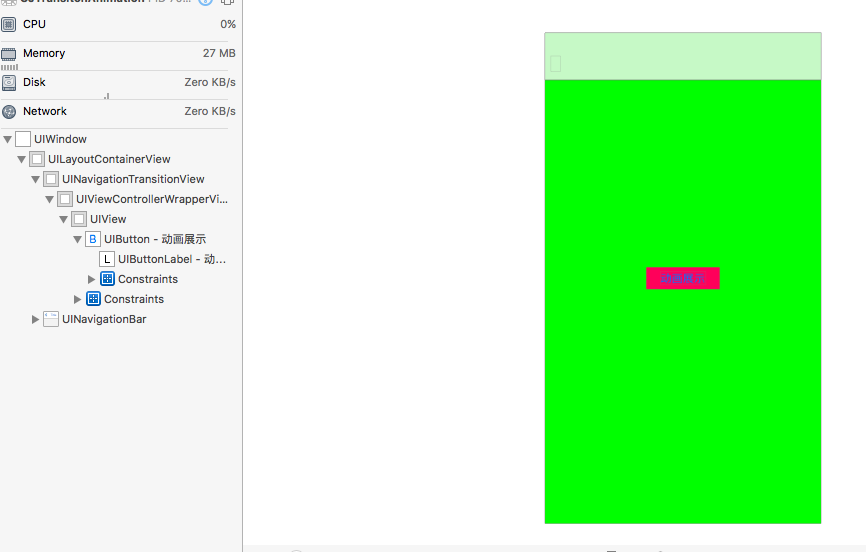 CPU 0%
Memory 27 MB
Disk Zero KB/s
Network Zero KB/s
UIWindow
UILayoutContainerView
UINavigationTransitionView
UIViewControllerWrapperVi...
UIView
B UIButton - 动画展示
L UIButtonLabel - 动...
Constraints
Constraints
UINavigationBar
动画展示